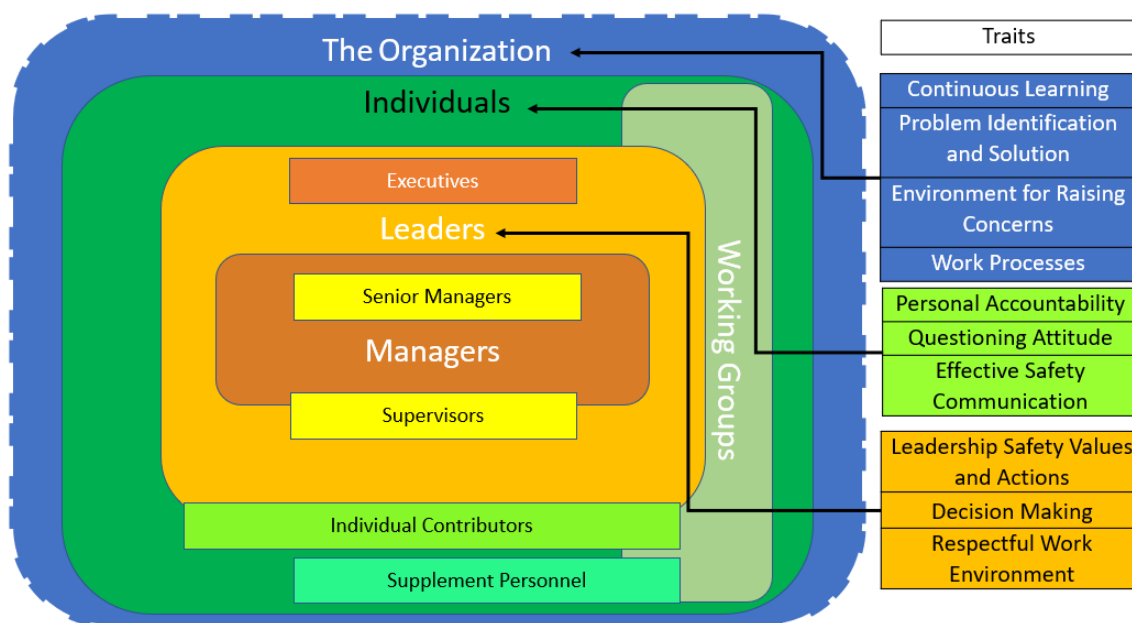 The Organization
Individuals
Executives
Leaders
Senior Managers
Managers
Supervisors
Individual Contributors
Supplement Personnel
Working Groups
Traits
Continuous Learning
Problem Identification
and Solution
Environment for Raising
Concerns
Work Processes
Personal Accountability
Questioning Attitude
Effective Safety
Communication
Leadership Safety Values
and Actions
Decision Making
Respectful Work
Environment